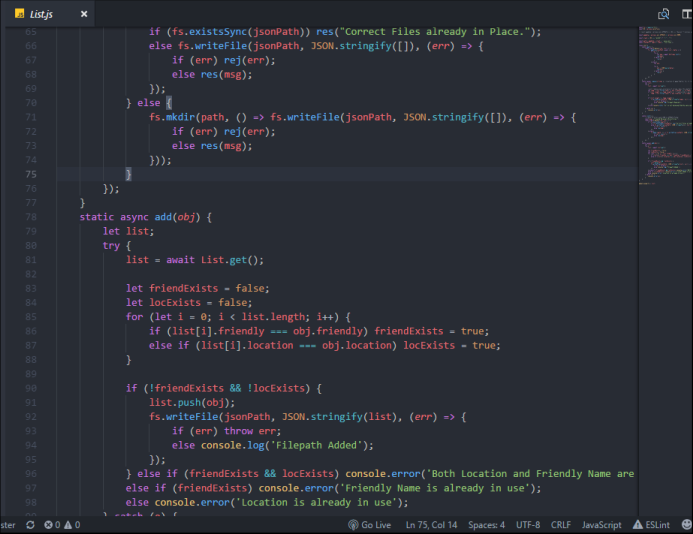 List.js
65 if (fs.existsSync(jsonPath)) res("Correct Files already in Place.");
66 else fs.writeFile(jsonPath, JSON.stringify([]), (err) => {
67 if (err) rej(err);
68 else res(msg);
69 });
70 } else {
71 fs.mkdir(path, () => fs.writeFile(jsonPath, JSON.stringify([]), (err) => {
72 if (err) rej(err);
73 else res(msg);
74 }));
75 }
76 });
77 }
78 static async add(obj) {
79 let list;
80 try {
81 list = await List.get();
82
83 let friendExists = false;
84 let locExists = false;
85 for (let i = 0; i < list.length; i++) {
86 if (list[i].friendly === obj.friendly) friendExists = true;
87 else if (list[i].location === obj.location) locExists = true;
88 }
89
90 if (!friendExists && !locExists) {
91 list.push(obj);
92 fs.writeFile(jsonPath, JSON.stringify(list), (err) => {
93 if (err) throw err;
94 else console.log('Filepath Added');
95 });
96 } else if (friendExists && locExists) console.error('Both Location and Friendly Name are
97 else if (friendExists) console.error('Friendly Name is already in use');
98 else console.error('Location is already in use');
99 } catch (e) {
ster 0 0 Go Live Ln 75, Col 14 Spaces: 4 UTF-8 CRLF JavaScript ESLint